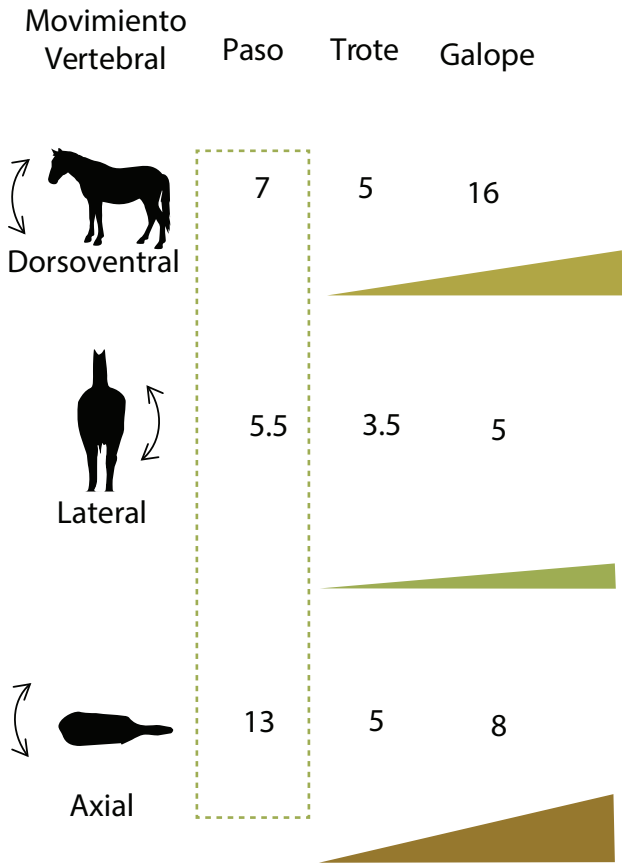 Movimiento
Vertebral
Paso
Trote
Galope
7
5
16
Dorsoventral
5.5
3.5
5
Lateral
13
5
8
Axial